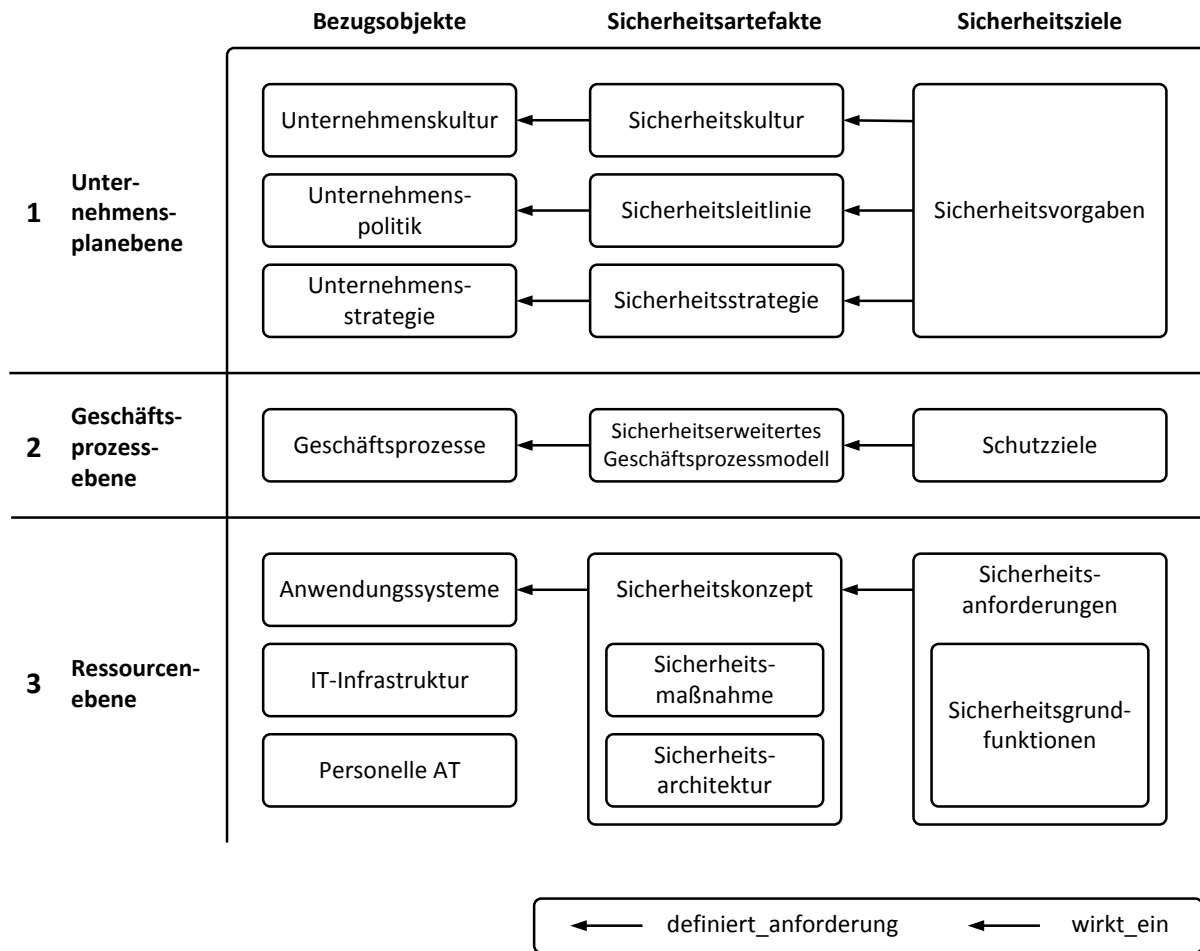 Bezugsobjekte
Sicherheitsartefakte
Sicherheitsziele
1
Unter-
nehmens-
planebene
Unternehmenskultur
Sicherheitskultur
Unternehmens-
politik
Sicherheitsleitlinie
Unternehmens-
strategie
Sicherheitsstrategie
Sicherheitsvorgaben
2
Geschäfts-
prozess-
ebene
Geschäftsprozesse
Sicherheitserweitertes
Geschäftsprozessmodell
Schutzziele
3
Ressourcen-
ebene
Anwendungssysteme
IT-Infrastruktur
Personelle AT
Sicherheitskonzept
Sicherheits-
maßnahme
Sicherheits-
architektur
Sicherheits-
anforderungen
Sicherheitsgrund-
funktionen
definiert_anforderung
wirkt_ein